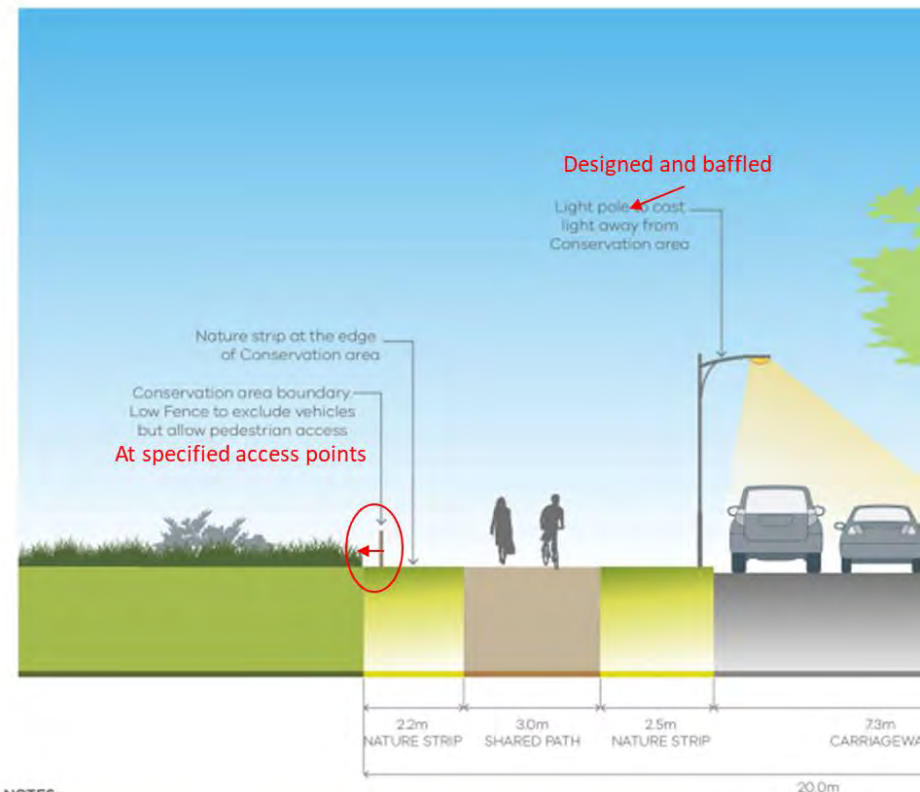 Designed and baffled
Light pole to cast
light away from
Conservation area
Nature strip at the edge
of Conservation area
Conservation area boundary
Low Fence to exclude vehicles
but allow pedestrian access
At specified access points
2.2m
NATURE STRIP
3.0m
SHARED PATH
2.5m
NATURE STRIP
7.3m
CARRIAGEWA
20.0m
NOTES: